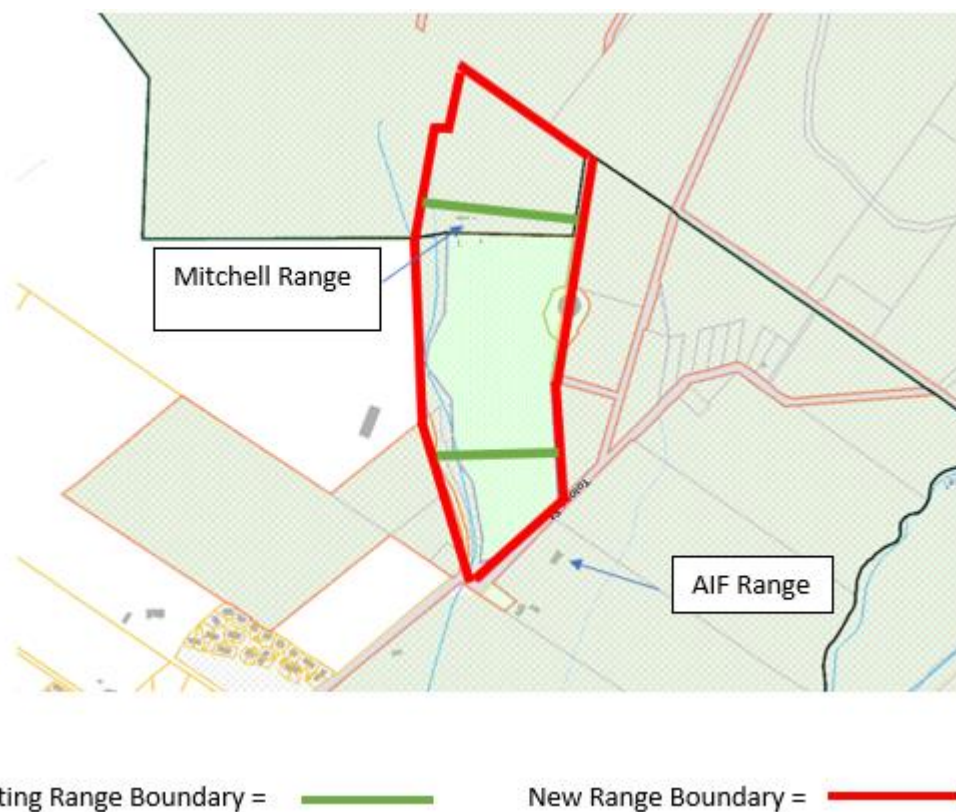 Mitchell Range
AIF Range
ting Range Boundary =
New Range Boundary =